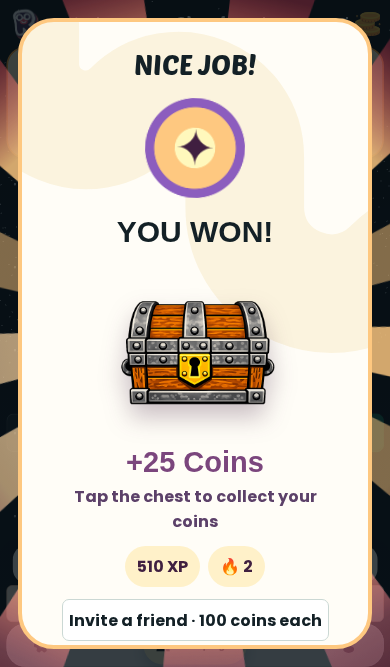 NICE JOB!
YOU WON!
+25 Coins
Tap the chest to collect your
coins
510 XP
🔥 2
Invite a friend · 100 coins each